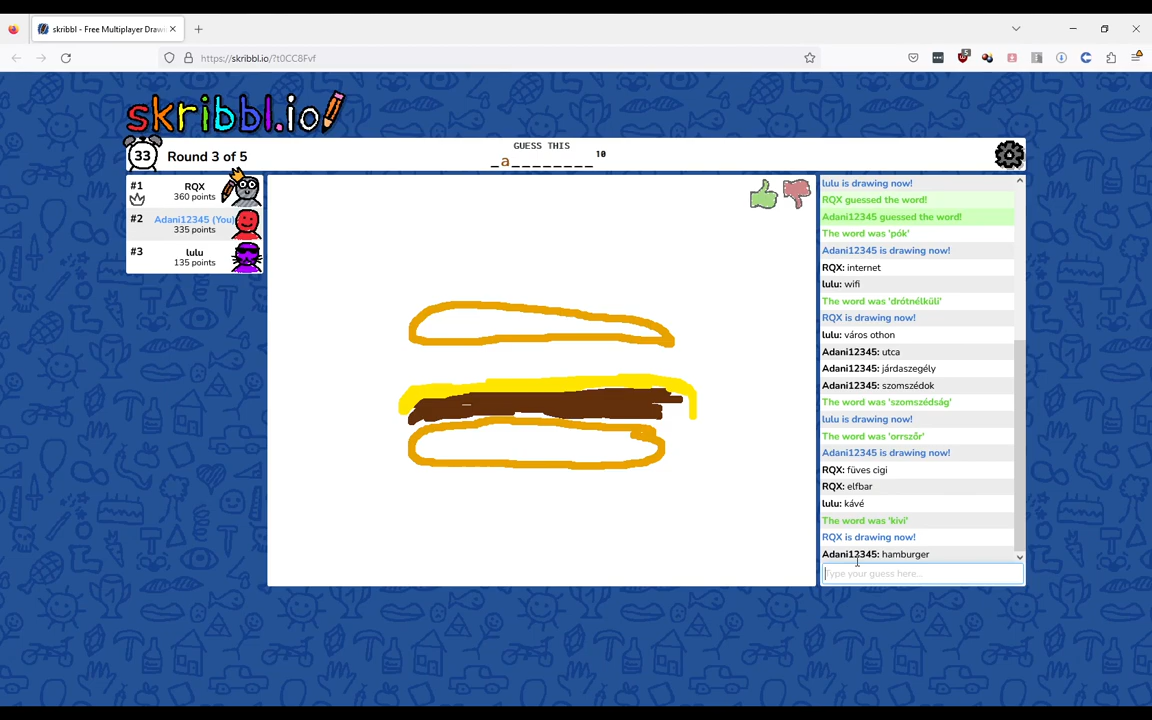 skribbl - Free Multiplayer Drawi
https://skribbl.io/?t0CC8Fvf
5
skribbl.io
33
Round 3 of 5
GUESS THIS
_a________ 10
#1
RQX
360 points
#2
Adani12345 (You)
335 points
#3
lulu
135 points
lulu is drawing now!
RQX guessed the word!
Adani12345 guessed the word!
The word was 'pók'
Adani12345 is drawing now!
RQX: internet
lulu: wifi
The word was 'drótnélküli'
RQX is drawing now!
lulu: város othon
Adani12345: utca
Adani12345: járdaszegély
Adani12345: szomszédok
The word was 'szomszédság'
lulu is drawing now!
The word was 'orrszőr'
Adani12345 is drawing now!
RQX: füves cigi
RQX: elfbar
lulu: kávé
The word was 'kivi'
RQX is drawing now!
Adani12345: hamburger
Type your guess here...